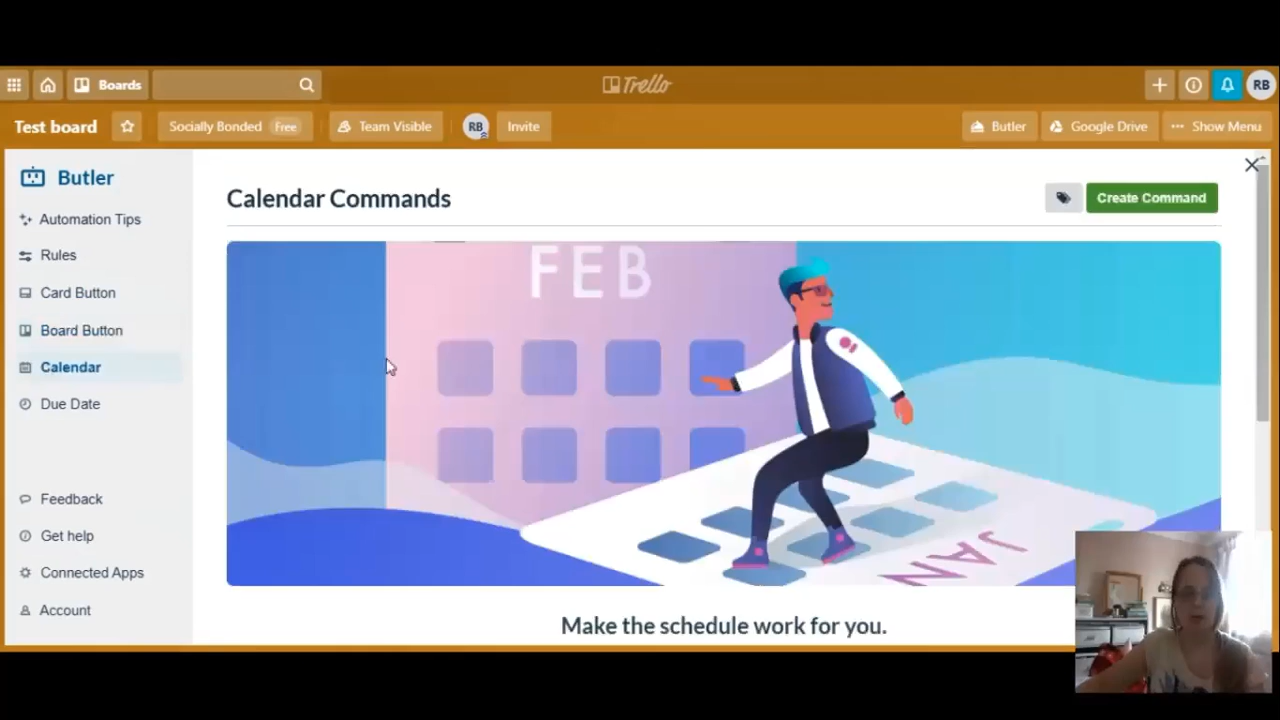 Boards
Trello
RB
Test board
Socially Bonded Free
Team Visible
RB
Invite
Butler
Google Drive
Show Menu
Butler
Automation Tips
Rules
Card Button
Board Button
Calendar
Due Date
Feedback
Get help
Connected Apps
Account
Calendar Commands
Create Command
FEB
JAN
Make the schedule work for you.